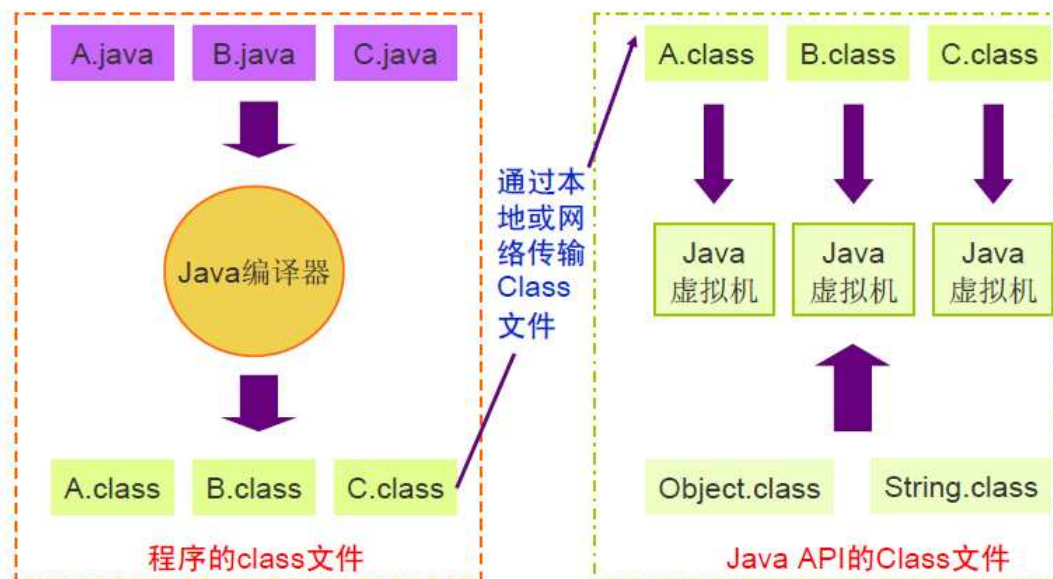 A.java
B.java
C.java
Java编译器
A.class
B.class
C.class
程序的class文件
通过本
地或网
络传输
Class
文件
A.class
B.class
C.class
Java
虚拟机
Java
虚拟机
Java
虚拟机
Object.class
String.class
Java API的Class文件